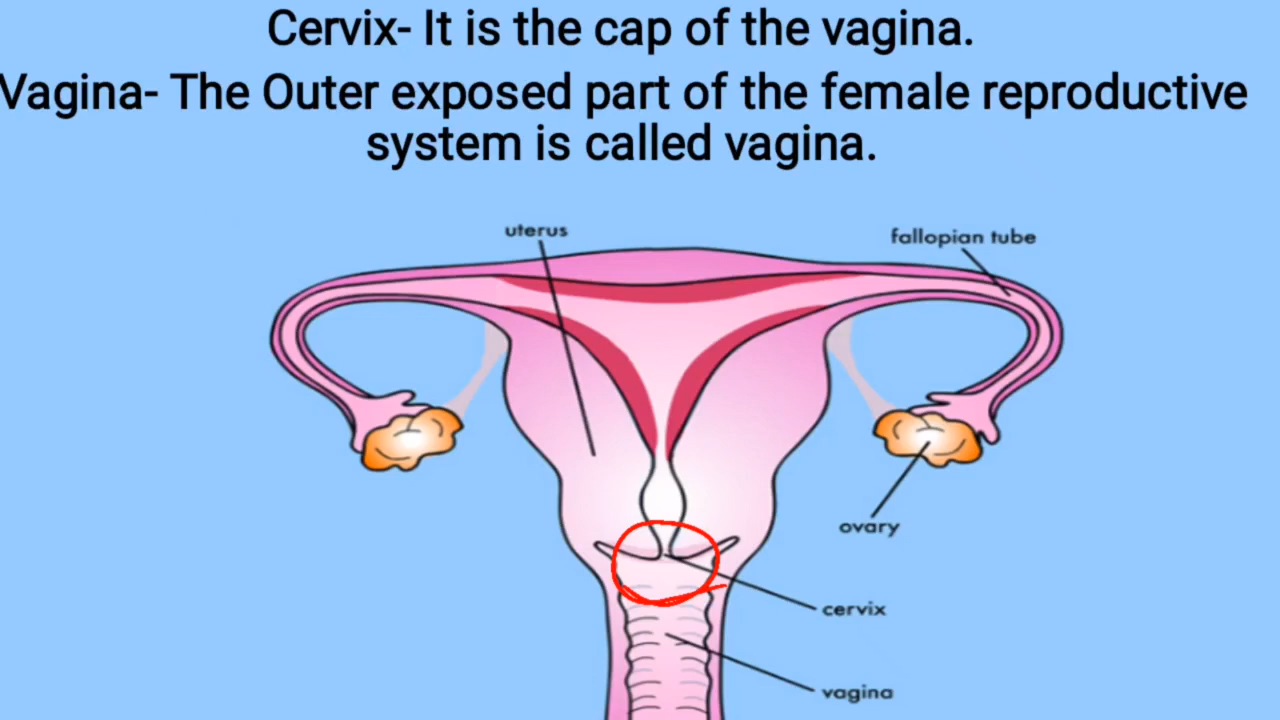 Cervix- It is the cap of the vagina.
Vagina- The Outer exposed part of the female reproductive
system is called vagina.
uterus
fallopian tube
ovary
cervix
vagina